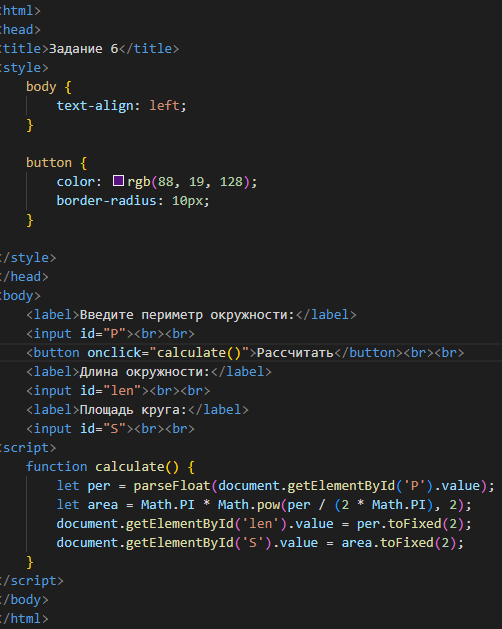 <html>
<head>
<title>Задание 6</title>
<style>
    body {
        text-align: left;
    }

    button {
        color: rgb(88, 19, 128);
        border-radius: 10px;
    }

</style>
</head>
<body>
    <label>Введите периметр окружности:</label>
    <input id="P"><br><br>
    <button onclick="calculate()">Рассчитать</button><br><br>
    <label>Длина окружности:</label>
    <input id="len"><br><br>
    <label>Площадь круга:</label>
    <input id="S"><br><br>
<script>
    function calculate() {
        let per = parseFloat(document.getElementById('P').value);
        let area = Math.PI * Math.pow(per / (2 * Math.PI), 2);
        document.getElementById('len').value = per.toFixed(2);
        document.getElementById('S').value = area.toFixed(2);
    }
</script>
</body>
</html>